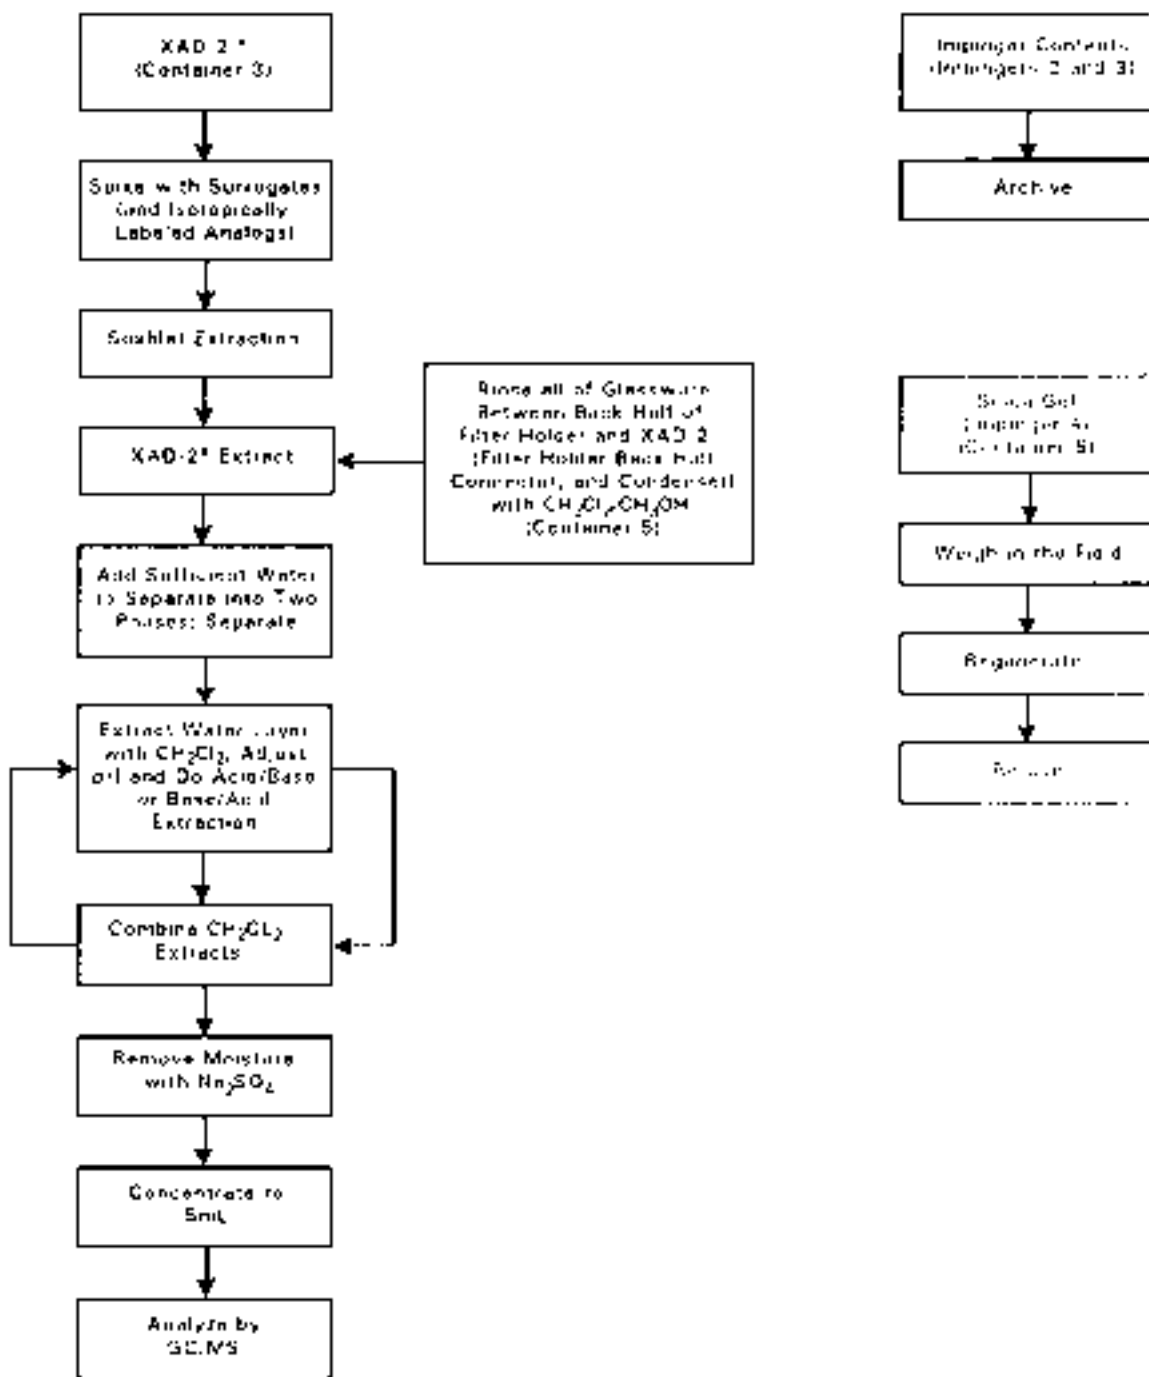 XAD-2*
(Container 3)
Spike with Surrogates
(and Isotopically
Labeled Analogs)
Soxhlet Extraction
XAD-2* Extract
Rinse all of Glassware
Between Back Half of
Filter Holder and XAD-2
(Filter Holder Back Half
Connector, and Condenser)
with CH2Cl2/CH3OH
(Container 5)
Add Sufficient Water
to Separate into Two
Phases; Separate
Extract Water Layer
with CH2Cl2, Adjust
pH and Do Acid/Base
or Base/Acid
Extraction
Combine CH2CL2
Extracts
Remove Moisture
with Na2SO4
Concentrate to
5mL
Analyze by
GC/MS
Impinger Contents
(Impingers 2 and 3)
Archive
Silica Gel
(Impinger 4)
(Container 5)
Weigh in the Field
Regenerate